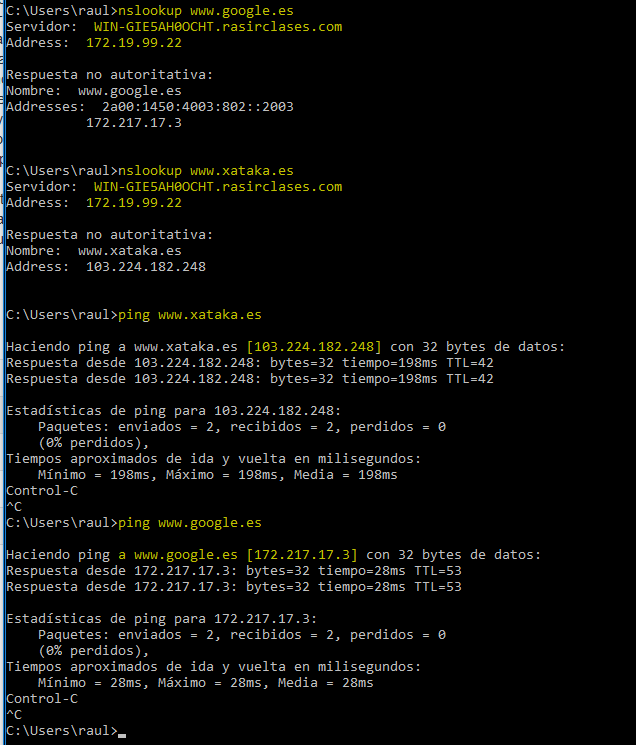 C:\Users\raul>nslookup www.google.es
Servidor:  WIN-GIE5AH0OCHT.rasirclases.com
Address:  172.19.99.22
Respuesta no autoritativa:
Nombre:  www.google.es
Addresses:  2a00:1450:4003:802::2003
172.217.17.3
C:\Users\raul>nslookup www.xataka.es
Servidor:  WIN-GIE5AH0OCHT.rasirclases.com
Address:  172.19.99.22
Respuesta no autoritativa:
Nombre:  www.xataka.es
Address:  103.224.182.248
C:\Users\raul>ping www.xataka.es
Haciendo ping a www.xataka.es [103.224.182.248] con 32 bytes de datos:
Respuesta desde 103.224.182.248: bytes=32 tiempo=198ms TTL=42
Respuesta desde 103.224.182.248: bytes=32 tiempo=198ms TTL=42
Estadísticas de ping para 103.224.182.248:
Paquetes: enviados = 2, recibidos = 2, perdidos = 0
(0% perdidos),
Tiempos aproximados de ida y vuelta en milisegundos:
Mínimo = 198ms, Máximo = 198ms, Media = 198ms
Control-C
^C
C:\Users\raul>ping www.google.es
Haciendo ping a www.google.es [172.217.17.3] con 32 bytes de datos:
Respuesta desde 172.217.17.3: bytes=32 tiempo=28ms TTL=53
Respuesta desde 172.217.17.3: bytes=32 tiempo=28ms TTL=53
Estadísticas de ping para 172.217.17.3:
Paquetes: enviados = 2, recibidos = 2, perdidos = 0
(0% perdidos),
Tiempos aproximados de ida y vuelta en milisegundos:
Mínimo = 28ms, Máximo = 28ms, Media = 28ms
Control-C
^C
C:\Users\raul>